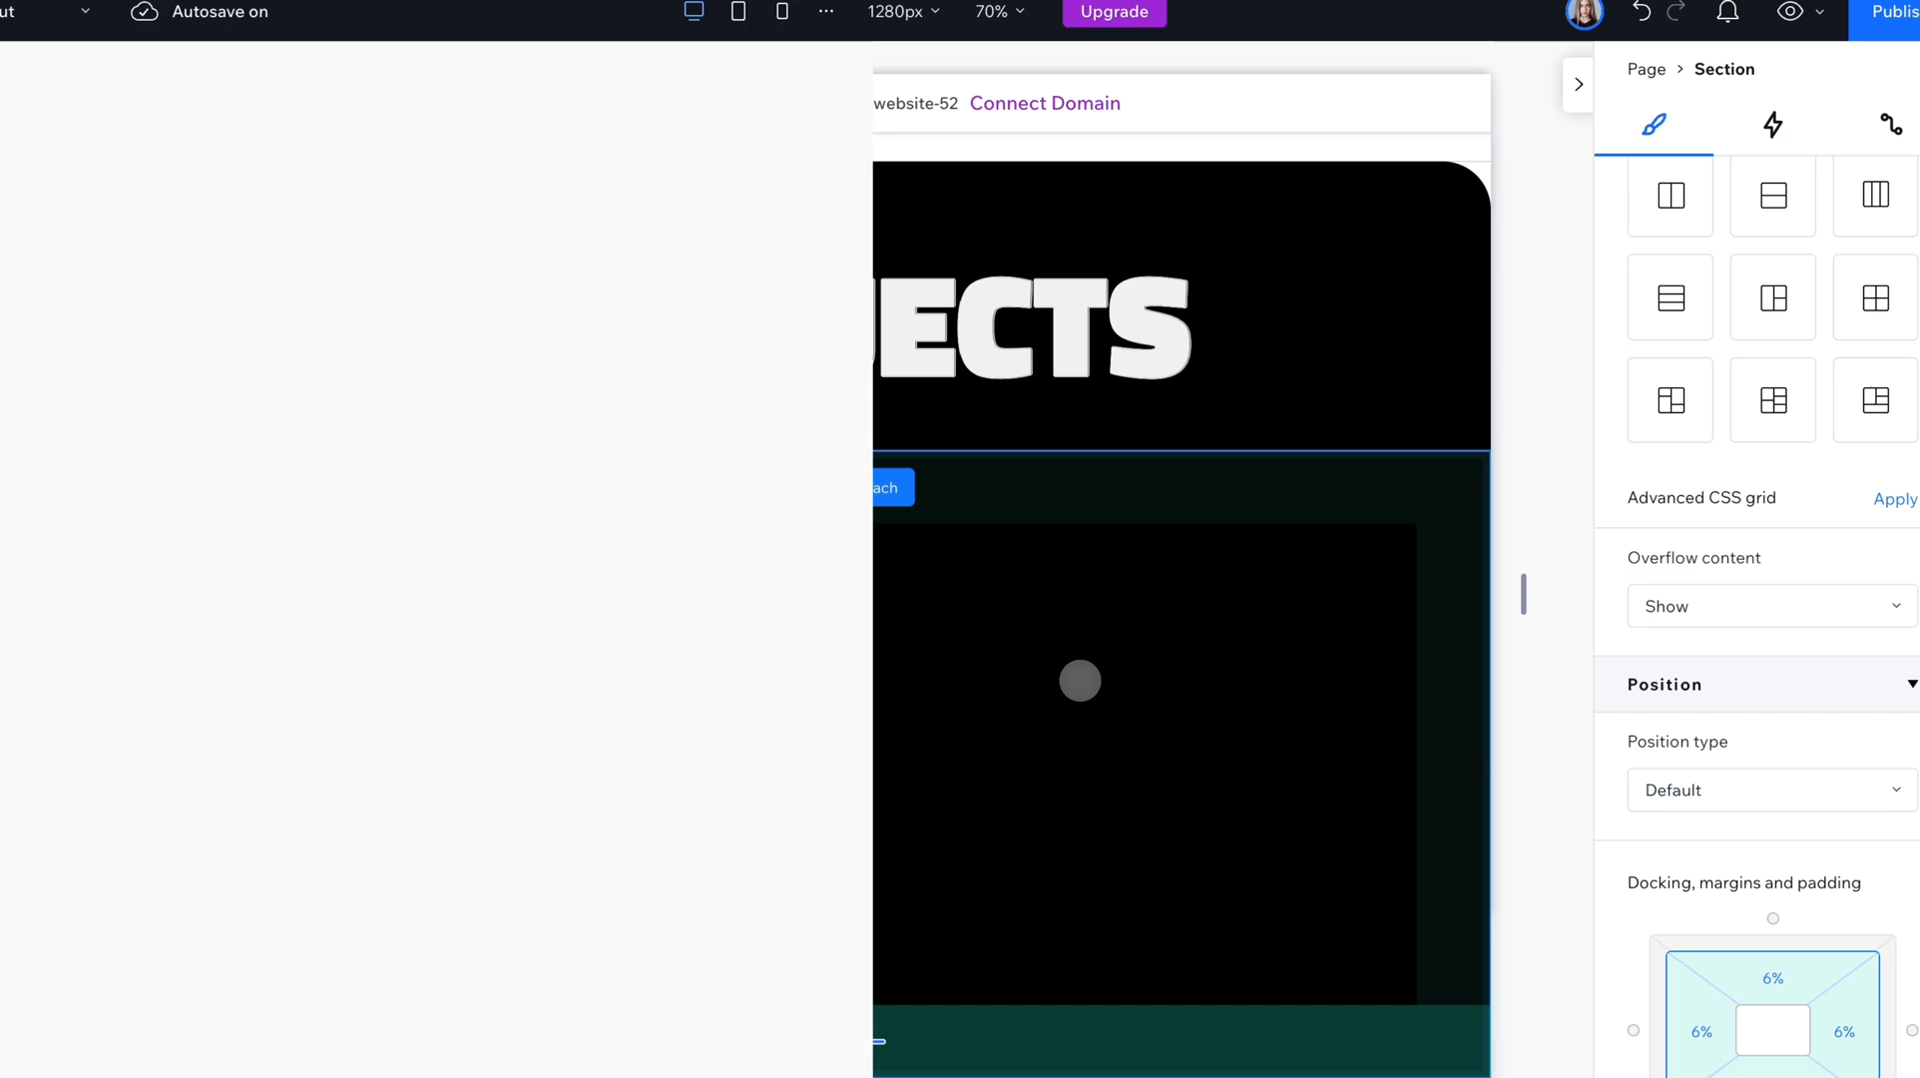 ut
Autosave on
1280px
70%
Upgrade
Publis
Page > Section
website-52 Connect Domain
JECTS
ach
Advanced CSS grid
Apply
Overflow content
Show
Position
Position type
Default
Docking, margins and padding
6%
6%
6%